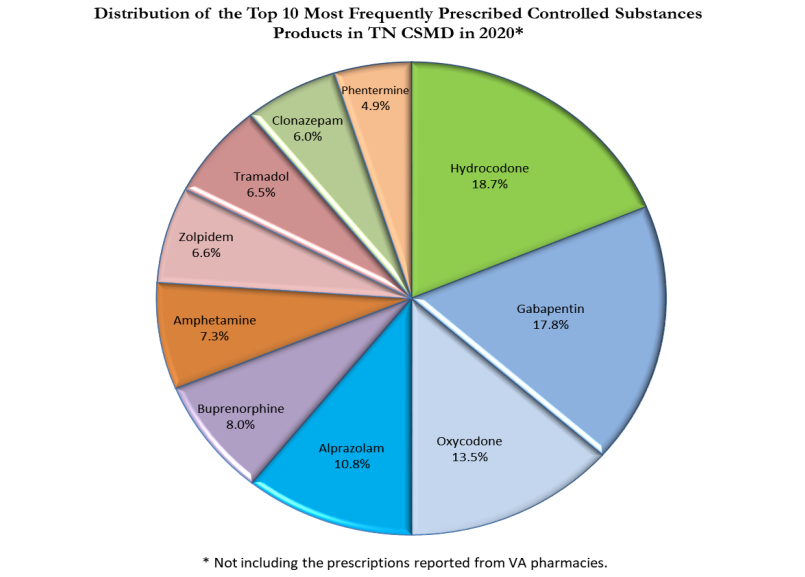 Distribution of the Top 10 Most Frequently Prescribed Controlled Substances
Products in TN CSMD in 2020*
Phentermine
4.9%
Clonazepam
6.0%
Hydrocodone
18.7%
Tramadol
6.5%
Zolpidem
6.6%
Gabapentin
17.8%
Amphetamine
7.3%
Buprenorphine
8.0%
Alprazolam
10.8%
Oxycodone
13.5%
* Not including the prescriptions reported from VA pharmacies.